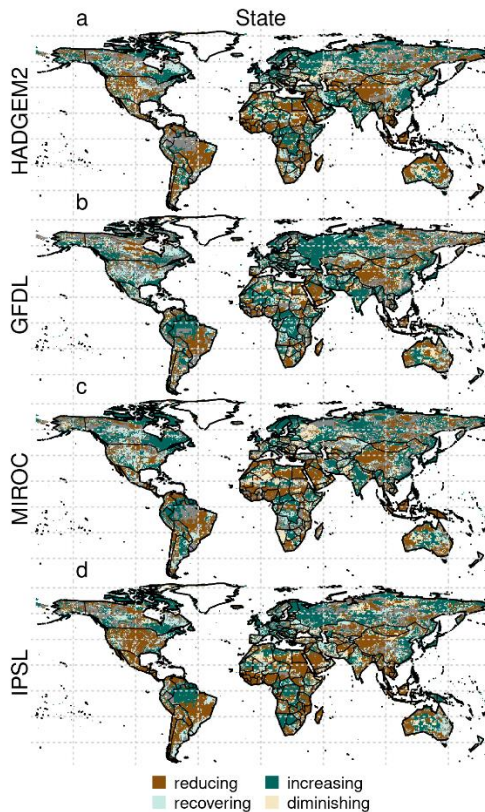 a State
HADGEM2
b
GFDL
c
MIROC
d
IPSL
reducing increasing
recovering diminishing